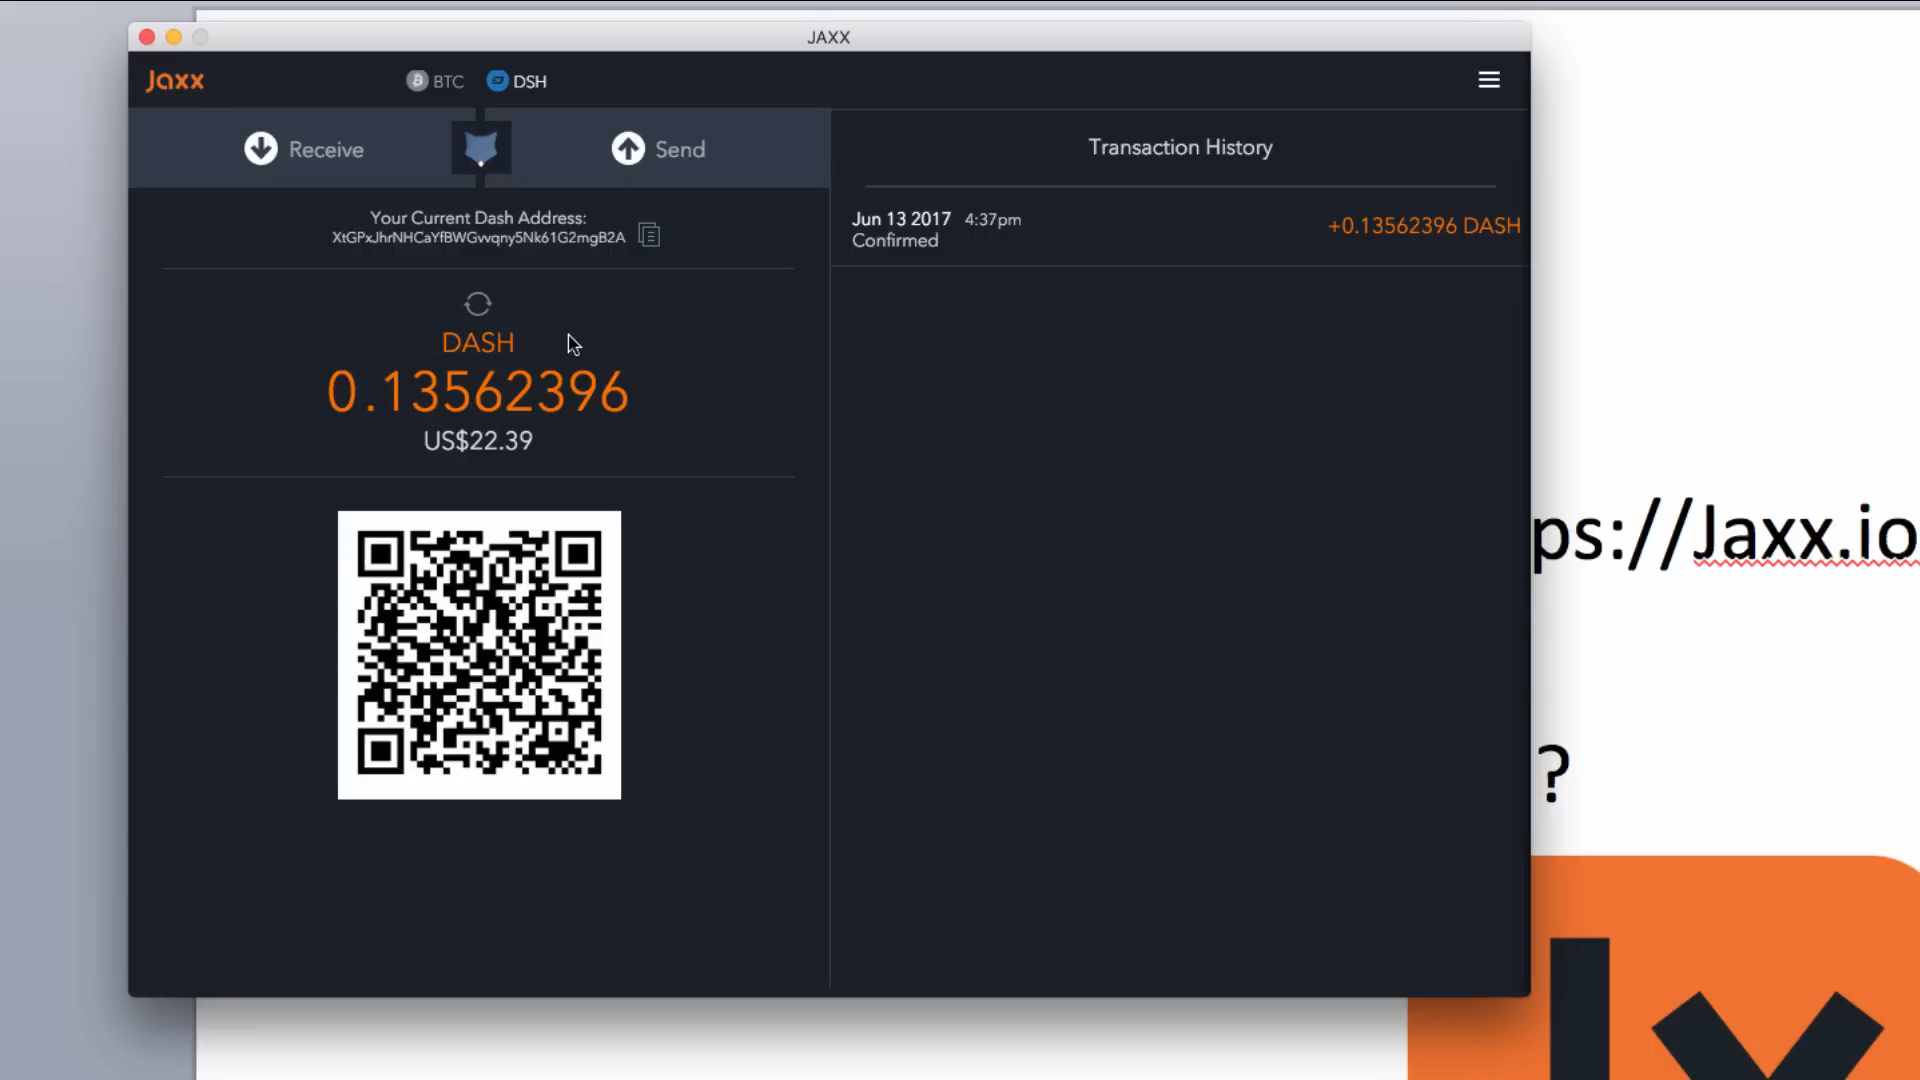 JAXX
Jaxx
BTC DSH
Receive
Send
Transaction History
Your Current Dash Address:
XtGPxJhrNHCaYfBWGvvqny5Nk61G2mgB2A
Jun 13 2017 4:37pm
Confirmed
+0.13562396 DASH
DASH
0.13562396
US$22.39
ps://Jaxx.io
?